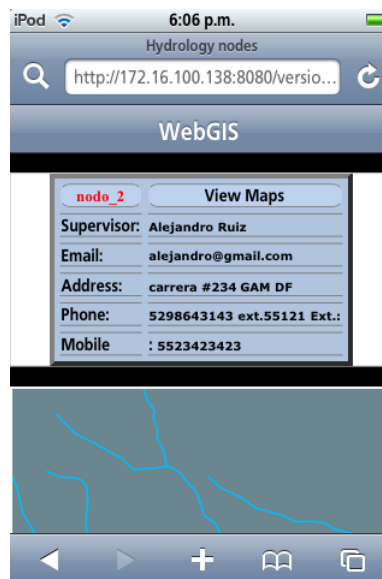 iPod 6:06 p.m.
Hydrology nodes
http://172.16.100.138:8080/versio...
WebGIS
nodo_2 View Maps
Supervisor: Alejandro Ruiz
Email: alejandro@gmail.com
Address: carrera #234 GAM DF
Phone: 5298643143 ext.55121 Ext.:
Mobile : 5523423423